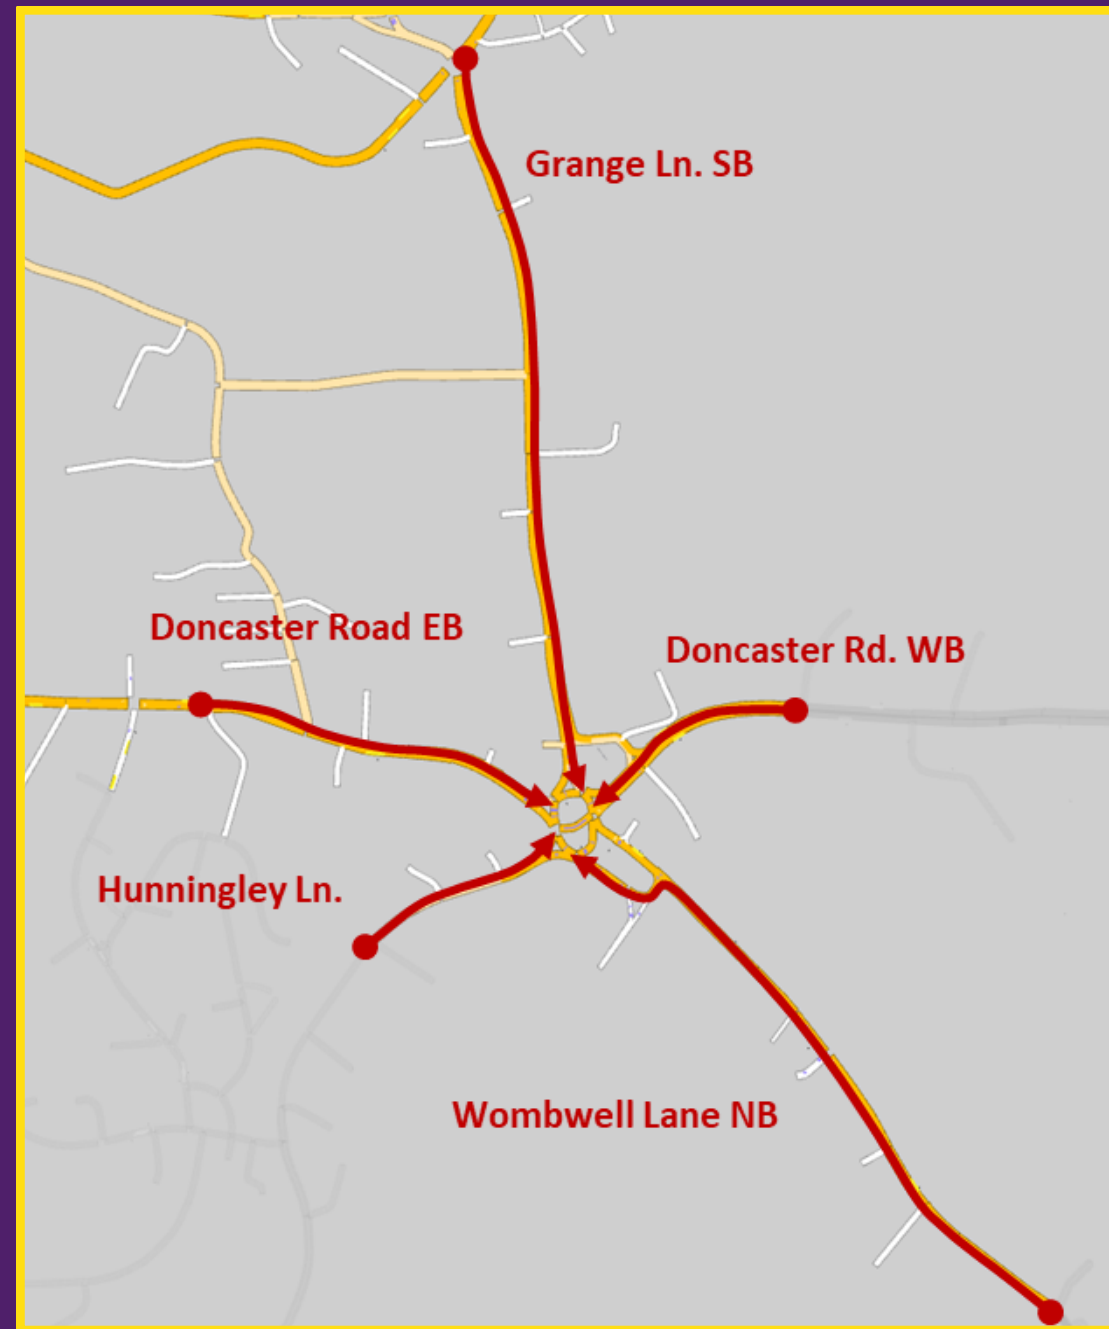 Grange Ln. SB
Doncaster Road EB
Doncaster Rd. WB
Hunningley Ln.
Wombwell Lane NB